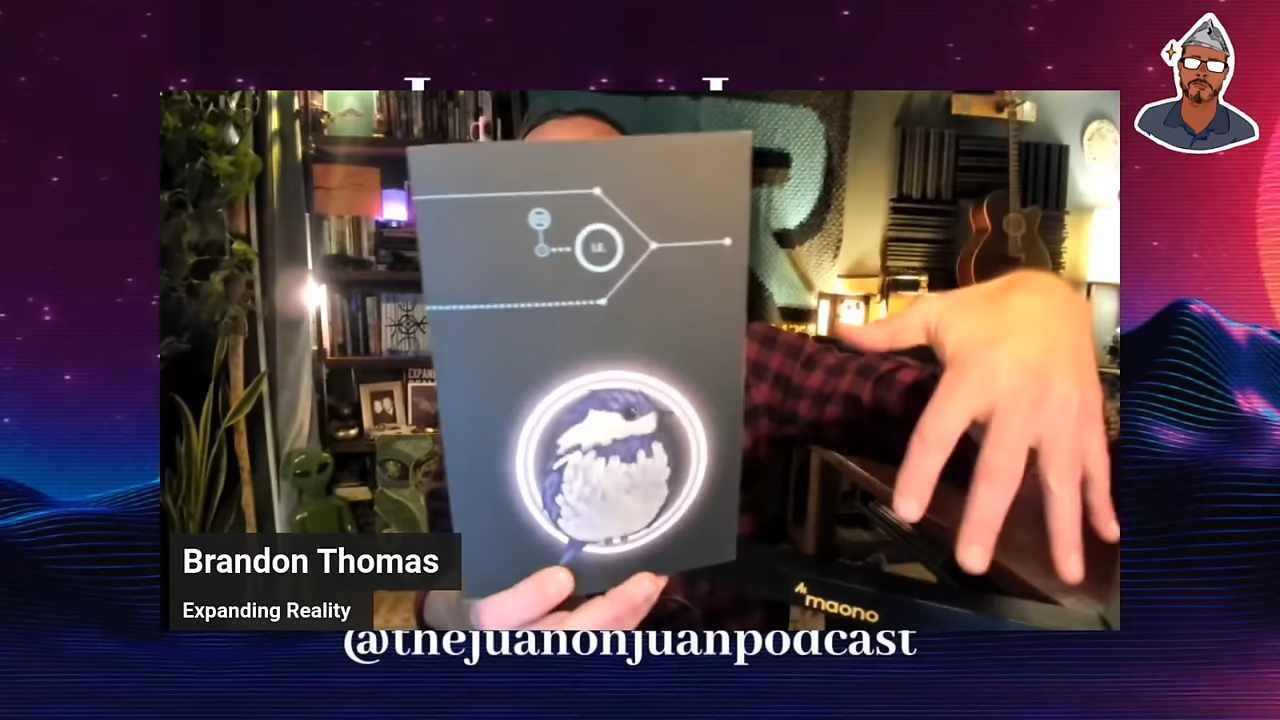 Brandon Thomas
Expanding Reality
maono
@thejuanonjuanpodcast